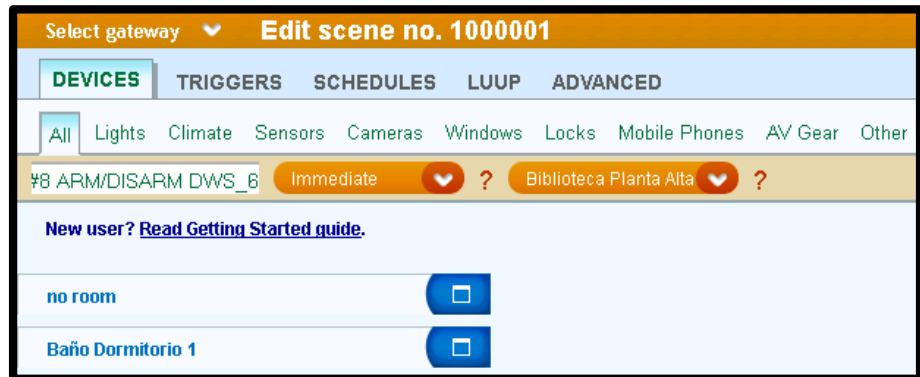 Select gateway Edit scene no. 1000001
DEVICES TRIGGERS SCHEDULES LUUP ADVANCED
All Lights Climate Sensors Cameras Windows Locks Mobile Phones AV Gear Other
#8 ARM/DISARM DWS_6 Immediate ? Biblioteca Planta Alta ?
New user? Read Getting Started guide.
no room
Baño Dormitorio 1